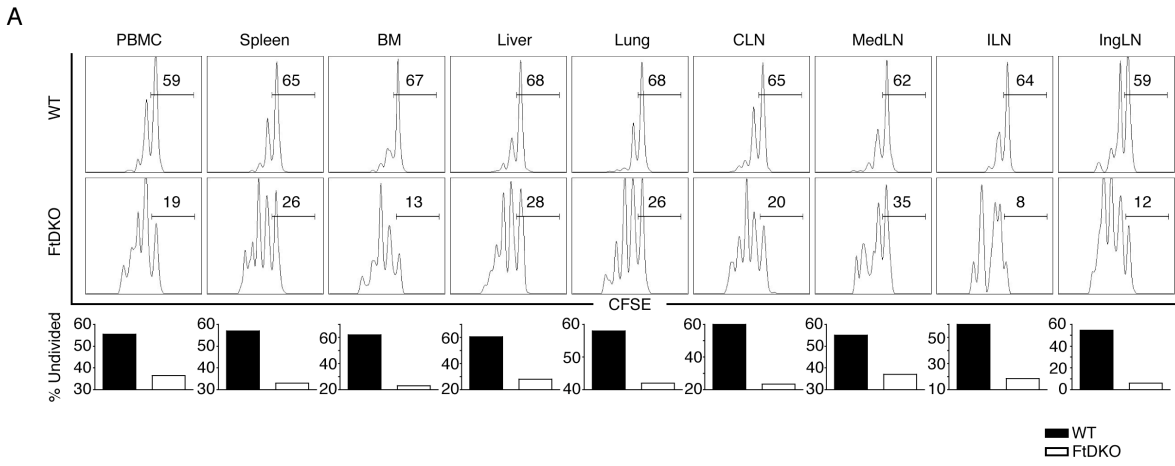 A
PBMC Spleen BM Liver Lung CLN MedLN ILN IngLN
WT 59 65 67 68 68 65 62 64 59
FtDKO 19 26 13 28 26 20 35 8 12
CFSE
% Undivided
60 50 40 30
60 50 40 30
80 60 40 20
80 60 40 20
60 50 40
60 40 20
60 50 40 30
50 30 10
60 40 20 0
WT
FtDKO